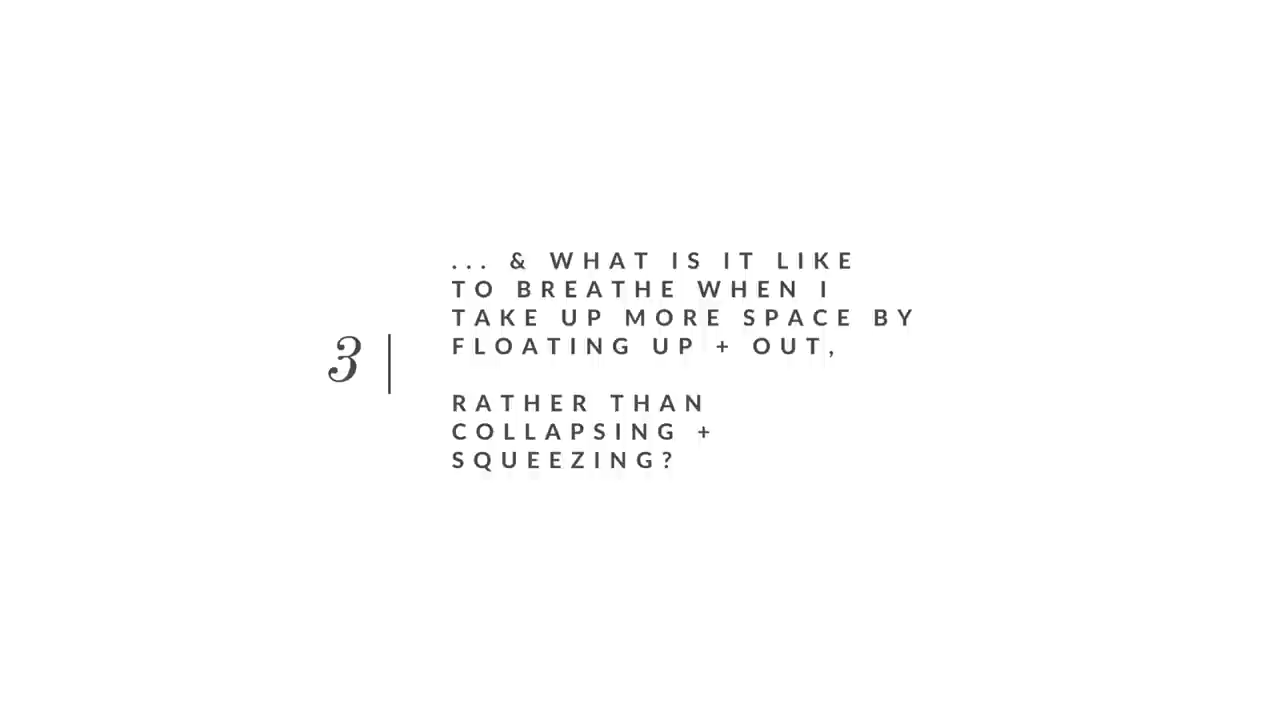 3
... & WHAT IS IT LIKE
TO BREATHE WHEN I
TAKE UP MORE SPACE BY
FLOATING UP + OUT,
RATHER THAN
COLLAPSING +
SQUEEZING?